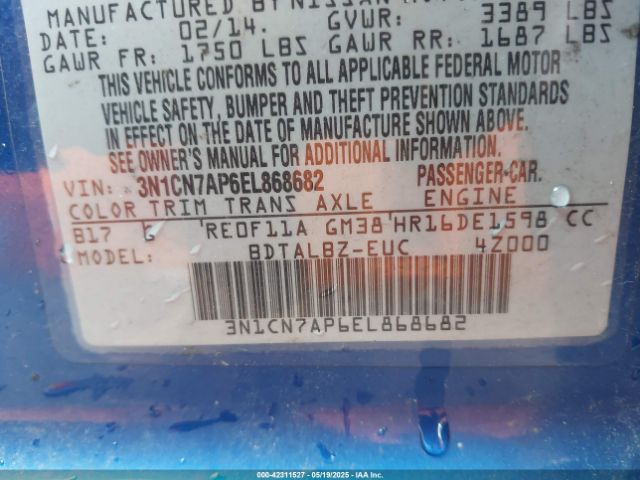 MANUFACTURED BY NISSAN
DATE: 02/14. GVWR: 3389 LBS
GAWR FR: 1750 LBS GAWR RR: 1687 LBS
THIS VEHICLE CONFORMS TO ALL APPLICABLE FEDERAL MOTOR
VEHICLE SAFETY, BUMPER AND THEFT PREVENTION STANDARDS
IN EFFECT ON THE DATE OF MANUFACTURE SHOWN ABOVE.
SEE OWNER'S MANUAL FOR ADDITIONAL INFORMATION.
VIN: 3N1CN7AP6EL868682 PASSENGER-CAR.
COLOR TRIM TRANS AXLE ENGINE
B17 G RE0F11A GM38 HR16DE1598 CC
MODEL: BDTALBZ-EUC 4Z000
3N1CN7AP6EL868682
000-42311527 - 05/19/2025 - IAAI.COM